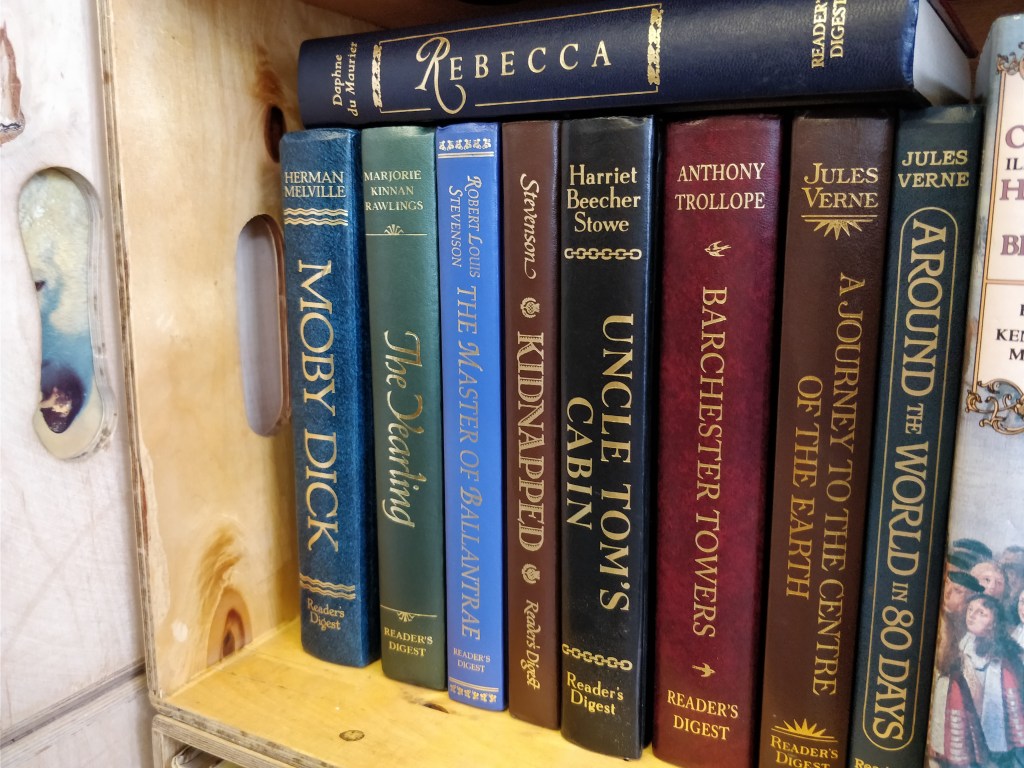 Daphne
du Maurier
REBECCA
READER'S
DIGEST
HERMAN
MELVILLE
MOBY DICK
Reader's
Digest
MARJORIE
KINNAN
RAWLINGS
The Yearling
READER'S
DIGEST
ROBERT LOUIS
STEVENSON
THE MASTER OF BALLANTRAE
READER'S
DIGEST
Stevenson
KIDNAPPED
Reader's Digest
Harriet
Beecher
Stowe
UNCLE TOM'S
CABIN
Reader's
Digest
ANTHONY
TROLLOPE
BARCHESTER TOWERS
READER'S
DIGEST
JULES
VERNE
A JOURNEY TO THE CENTRE
OF THE EARTH
READER'S
DIGEST
JULES
VERNE
AROUND THE WORLD IN 80 DAYS